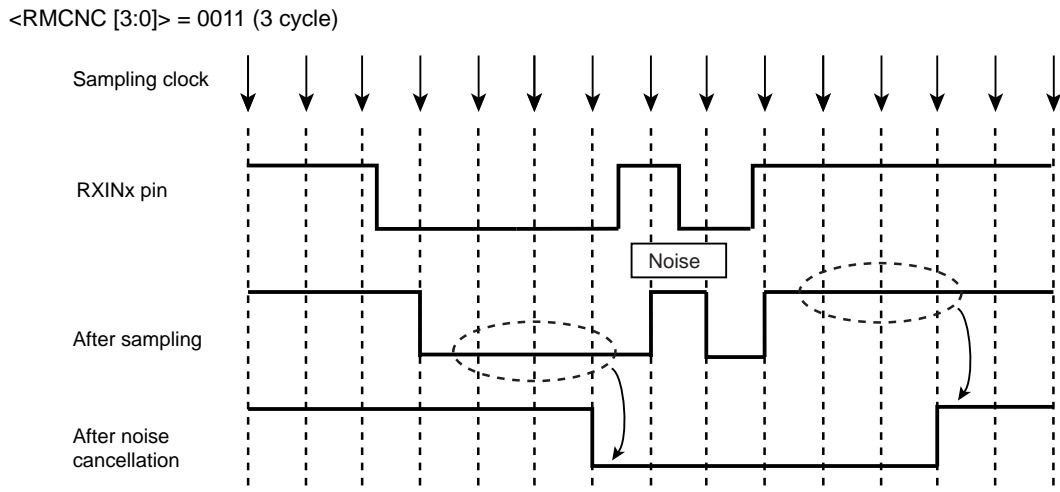 <RMCNC [3:0]> = 0011 (3 cycle)
Sampling clock
RXINx pin
Noise
After sampling
After noise
cancellation